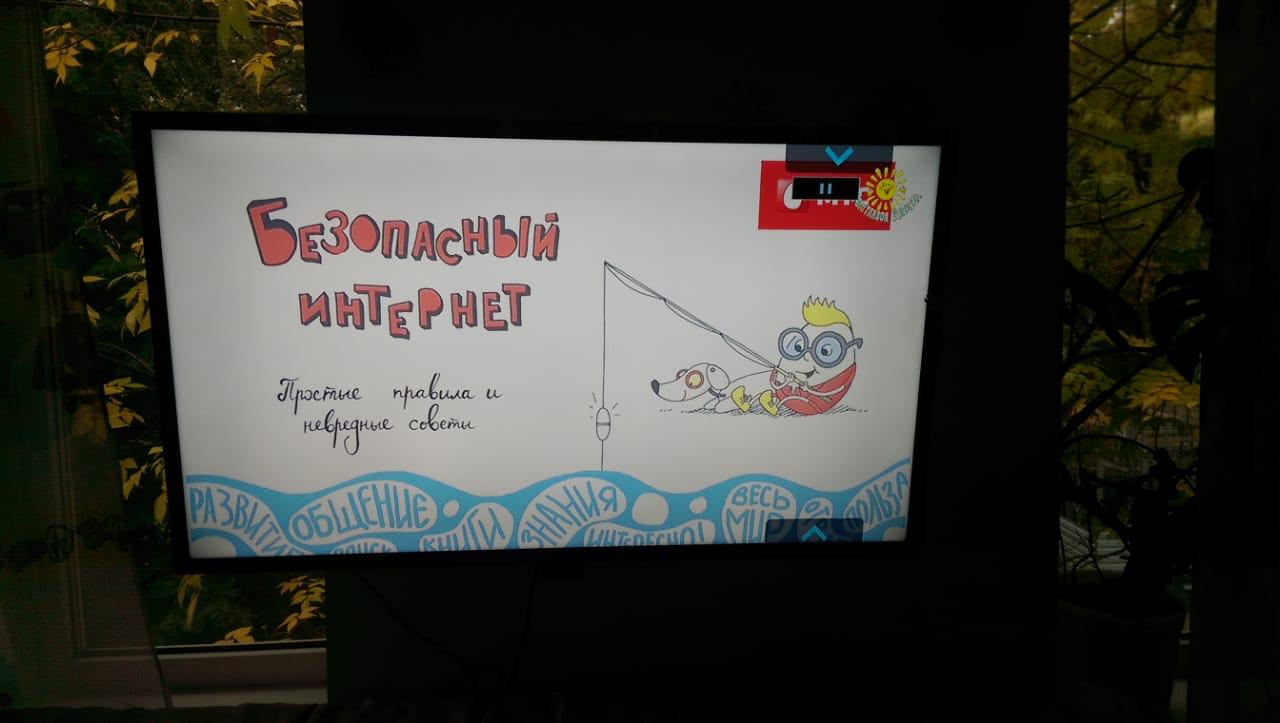 Безопасный
интернет
Простые правила и
невредные советы
РАЗВИТИЕ
ОБЩЕНИЕ
КНИГИ
ЗНАНИЯ
ИНТЕРЕСНО!
ВЕСЬ
МИР
ПОЛЬЗА